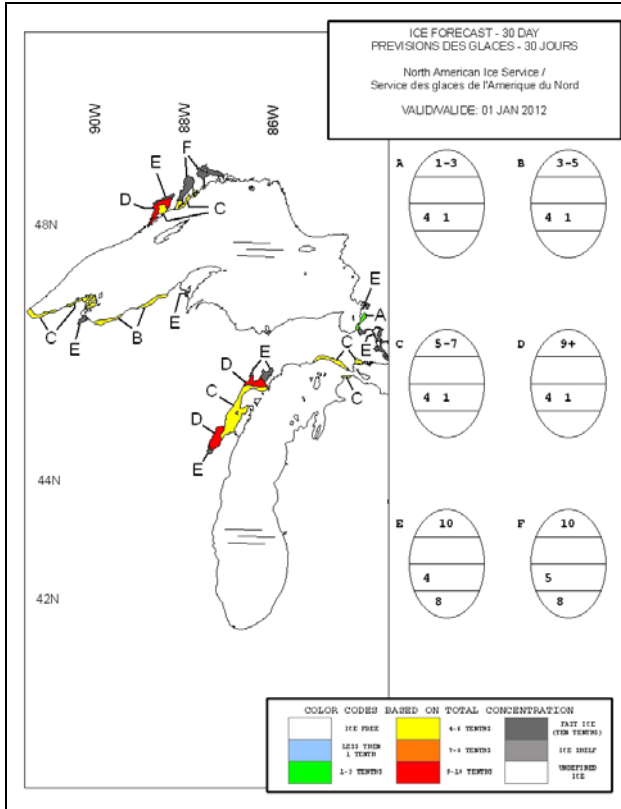 ICE FORECAST - 30 DAY
PREVISIONS DES GLACES - 30 JOURS
North American Ice Service /
Service des glaces de l'Amerique du Nord
VALID/VALIDE: 01 JAN 2012
90W
88W
86W
48N
44N
42N
E
F
D
C
E
A
E
C
E
B
E
C
C
E
D
C
D
E
A 1-3
4 1
B 3-5
4 1
C 5-7
4 1
D 9+
4 1
E 10
4
8
F 10
5
8
COLOR CODES BASED ON TOTAL CONCENTRATION
ICE FREE
4-6 TENTHS
FAST ICE
(TEN TENTHS)
LESS THEN
1 TENTH
ICE SHELF
1-3 TENTHS
9-10 TENTHS
UNDEFINED
ICE